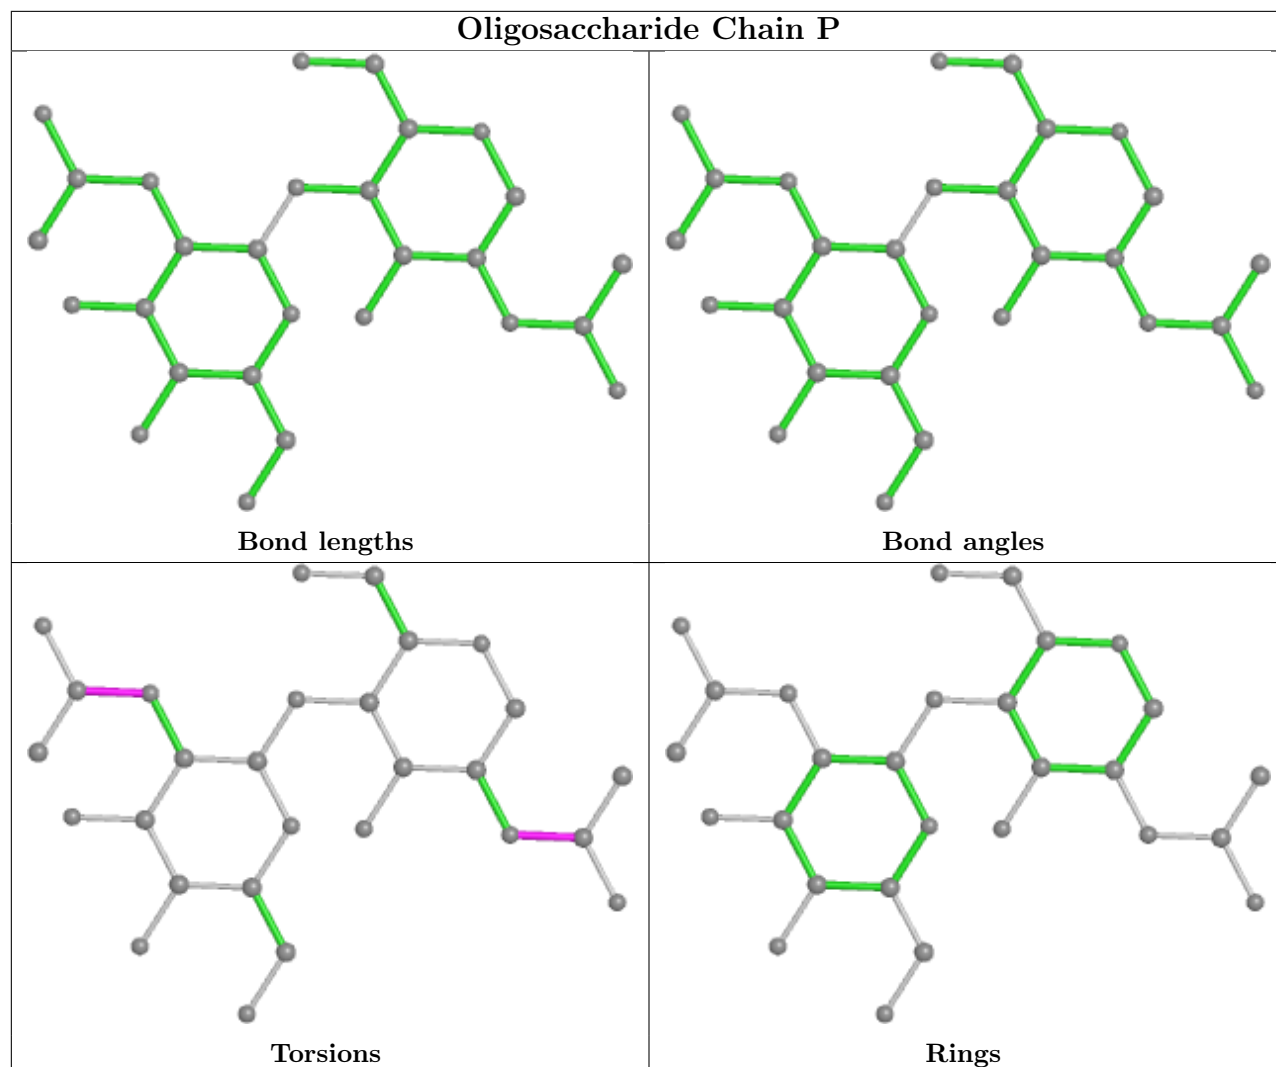 Oligosaccharide Chain P
Bond lengths
Bond angles
Torsions
Rings